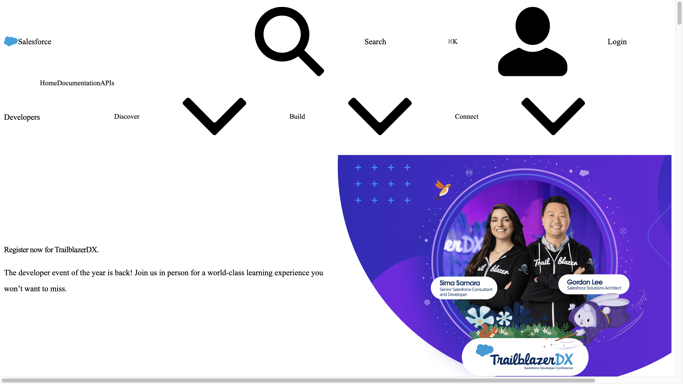 Salesforce
Search
⌘K
Login
HomeDocumentationAPIs
Developers
Discover
Build
Connect
Register now for TrailblazerDX.
The developer event of the year is back! Join us in person for a world-class learning experience you
won't want to miss.
Sima Samara
Senior Salesforce Consultant
and Developer
Gordon Lee
Salesforce Solutions Architect
TrailblazerDX
Salesforce Developer Conference